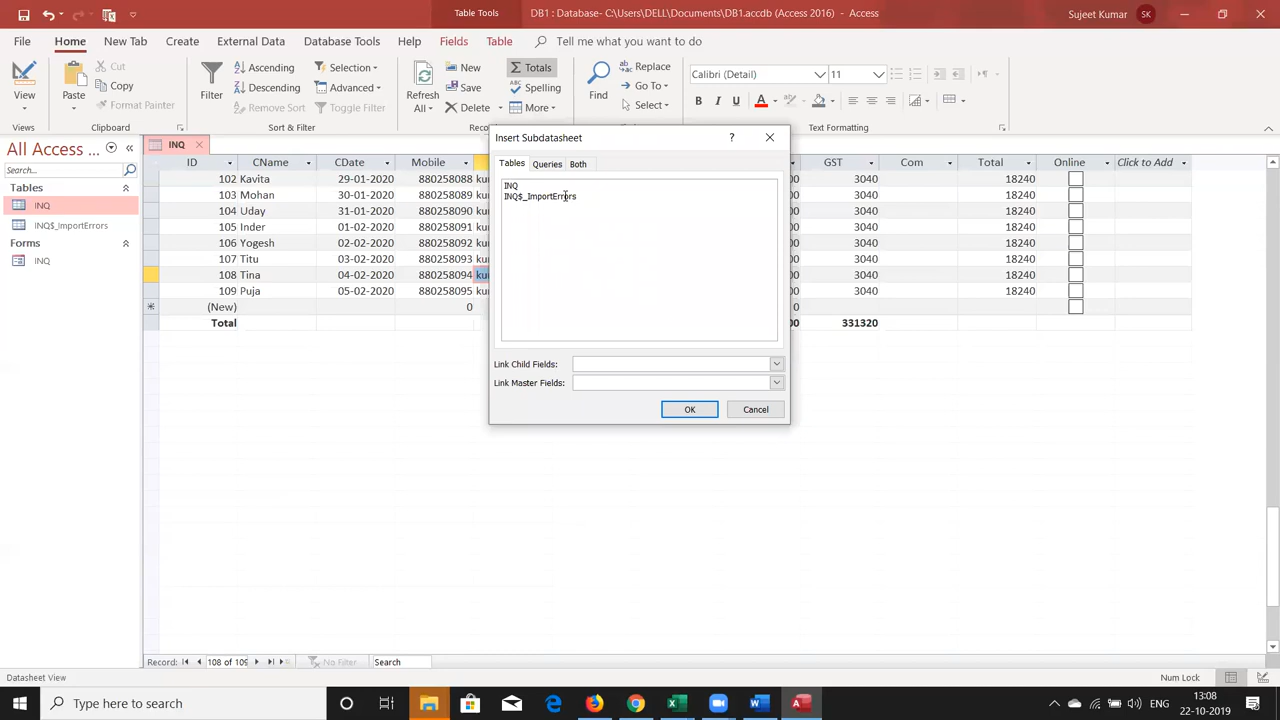 Table Tools
DB1 : Database- C:\Users\DELL\Documents\DB1.accdb (Access 2016) - Access
Sujeet Kumar
SK
File Home New Tab Create External Data Database Tools Help Fields Table Tell me what you want to do
View
Views
Paste
Cut
Copy
Format Painter
Clipboard
Filter
Ascending
Descending
Remove Sort
Selection
Advanced
Toggle Filter
Sort & Filter
Refresh
All
New
Save
Delete
Totals
Spelling
More
Find
Replace
Go To
Select
Calibri (Detail) 11
B I U A
Text Formatting
All Access ...
Search...
Tables
INQ
INQ$_ImportErrors
Forms
INQ
INQ
ID CName CDate Mobile GST Com Total Online Click to Add
102 Kavita 29-01-2020 880258088 3040 18240
103 Mohan 30-01-2020 880258089 3040 18240
104 Uday 31-01-2020 880258090 3040 18240
105 Inder 01-02-2020 880258091 3040 18240
106 Yogesh 02-02-2020 880258092 3040 18240
107 Titu 03-02-2020 880258093 3040 18240
108 Tina 04-02-2020 880258094 3040 18240
109 Puja 05-02-2020 880258095 3040 18240
(New) 0 0
Total 331320
Insert Subdatasheet
?
Tables Queries Both
INQ
INQ$_ImportErrors
Link Child Fields:
Link Master Fields:
OK Cancel
Record: 108 of 109 No Filter Search
Datasheet View
Num Lock
Type here to search
ENG
13:08
22-10-2019